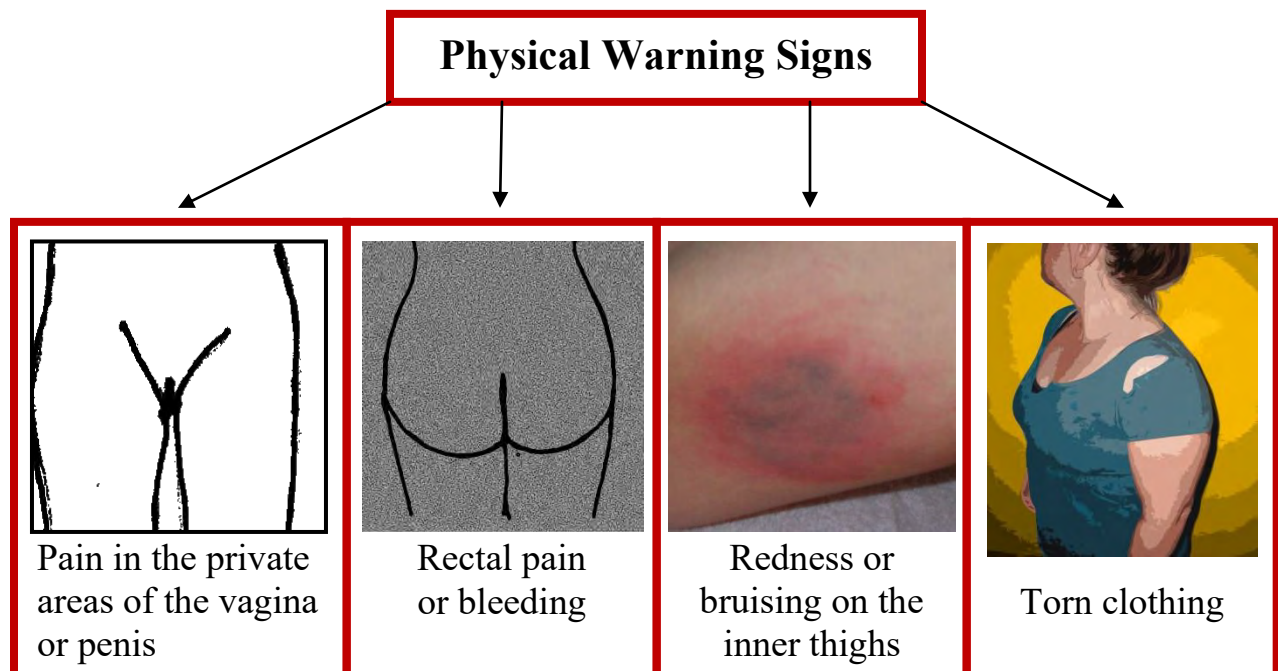 Physical Warning Signs
Pain in the private
areas of the vagina
or penis
Rectal pain
or bleeding
Redness or
bruising on the
inner thighs
Torn clothing